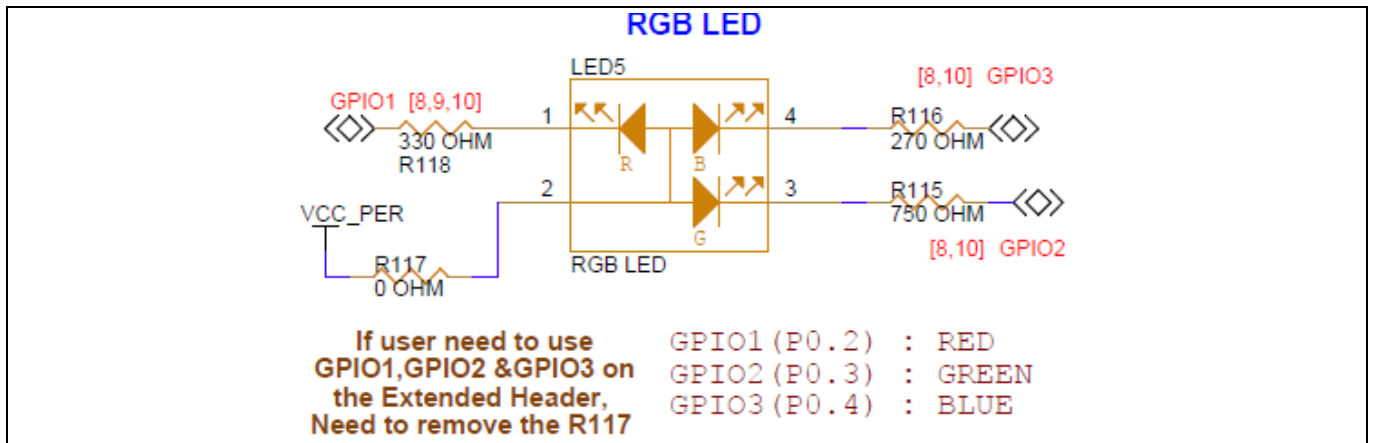 RGB LED
LED5
[8,10] GPIO3
GPIO1 [8,9,10]
1
4
R116
330 OHM
270 OHM
R118
R
B
2
3
R115
VCC_PER
750 OHM
G
[8,10] GPIO2
R117
RGB LED
0 OHM
If user need to use
GPIO1,GPIO2 &GPIO3 on
the Extended Header,
Need to remove the R117
GPIO1(P0.2) : RED
GPIO2(P0.3) : GREEN
GPIO3(P0.4) : BLUE